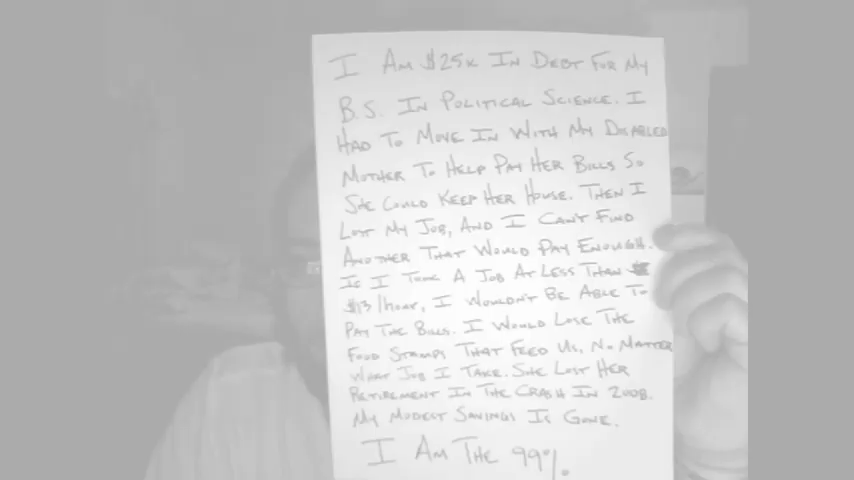 I Am $25k In Debt For My
B.S. In Political Science. I
Had To Move In With My Disabled
Mother To Help Pay Her Bills So
She Could Keep Her House. Then I
Lost My Job, And I Can't Find
Another That Would Pay Enough.
If I Took A Job At Less Than
$13/hour, I Wouldn't Be Able To
Pay The Bills. I Would Lose The
Food Stamps That Feed Us, No Matter
What Job I Take. She Lost Her
Retirement In The Crash In 2008.
My Modest Savings Is Gone.
I Am The 99%.